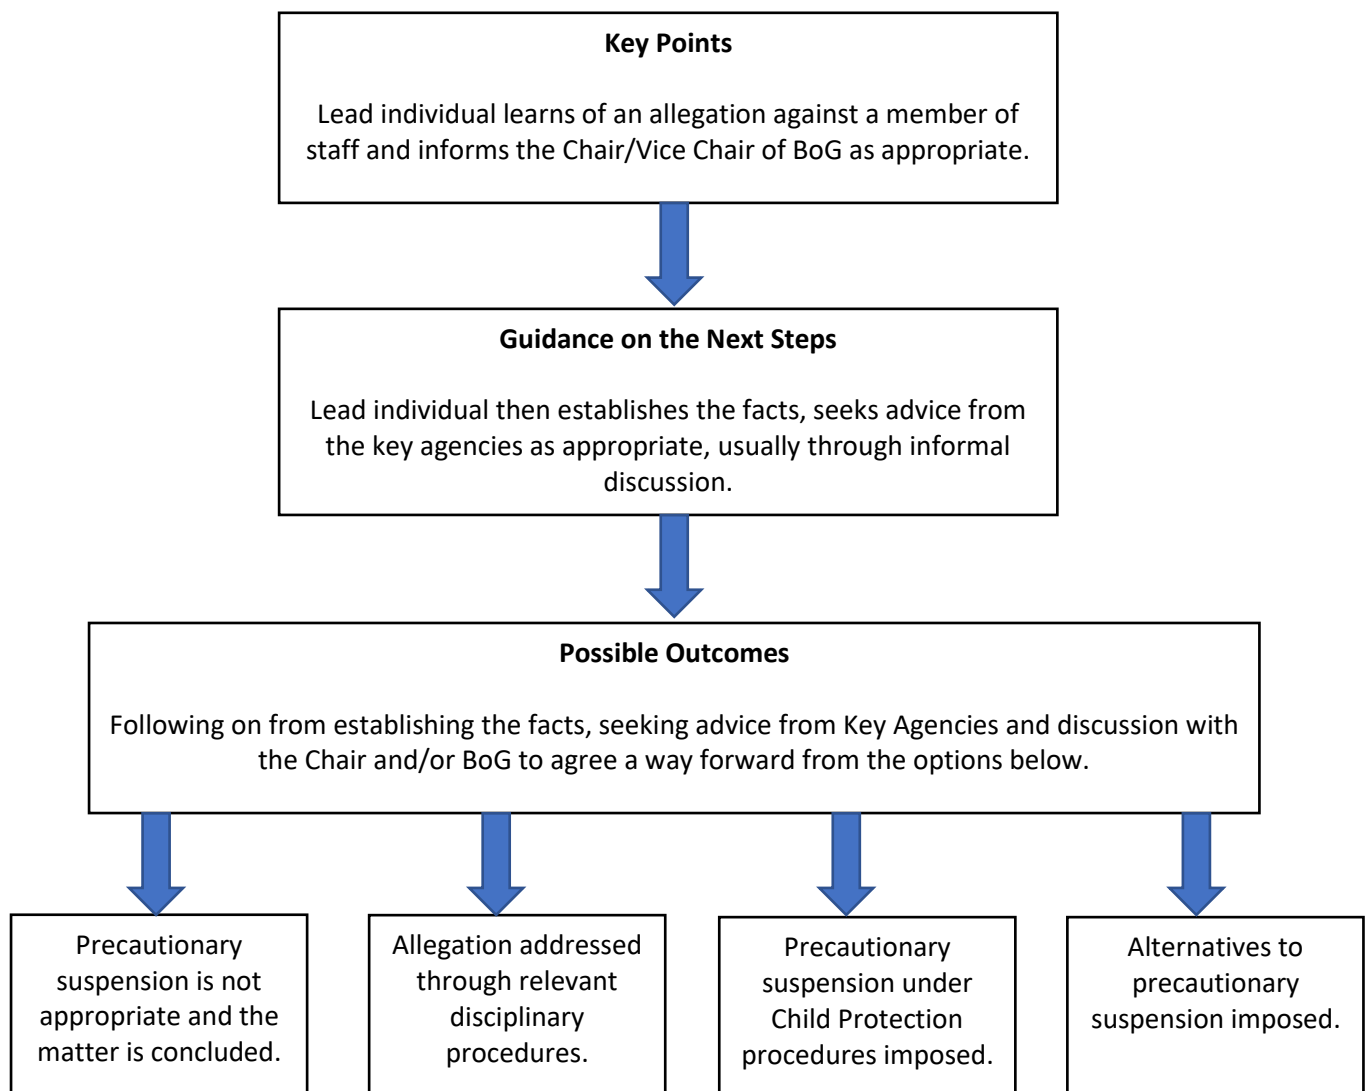 Key Points
Lead individual learns of an allegation against a member of
staff and informs the Chair/Vice Chair of BoG as appropriate.
Guidance on the Next Steps
Lead individual then establishes the facts, seeks advice from
the key agencies as appropriate, usually through informal
discussion.
Possible Outcomes
Following on from establishing the facts, seeking advice from Key Agencies and discussion with
the Chair and/or BoG to agree a way forward from the options below.
Precautionary
suspension is not
appropriate and the
matter is concluded.
Allegation addressed
through relevant
disciplinary
procedures.
Precautionary
suspension under
Child Protection
procedures imposed.
Alternatives to
precautionary
suspension imposed.